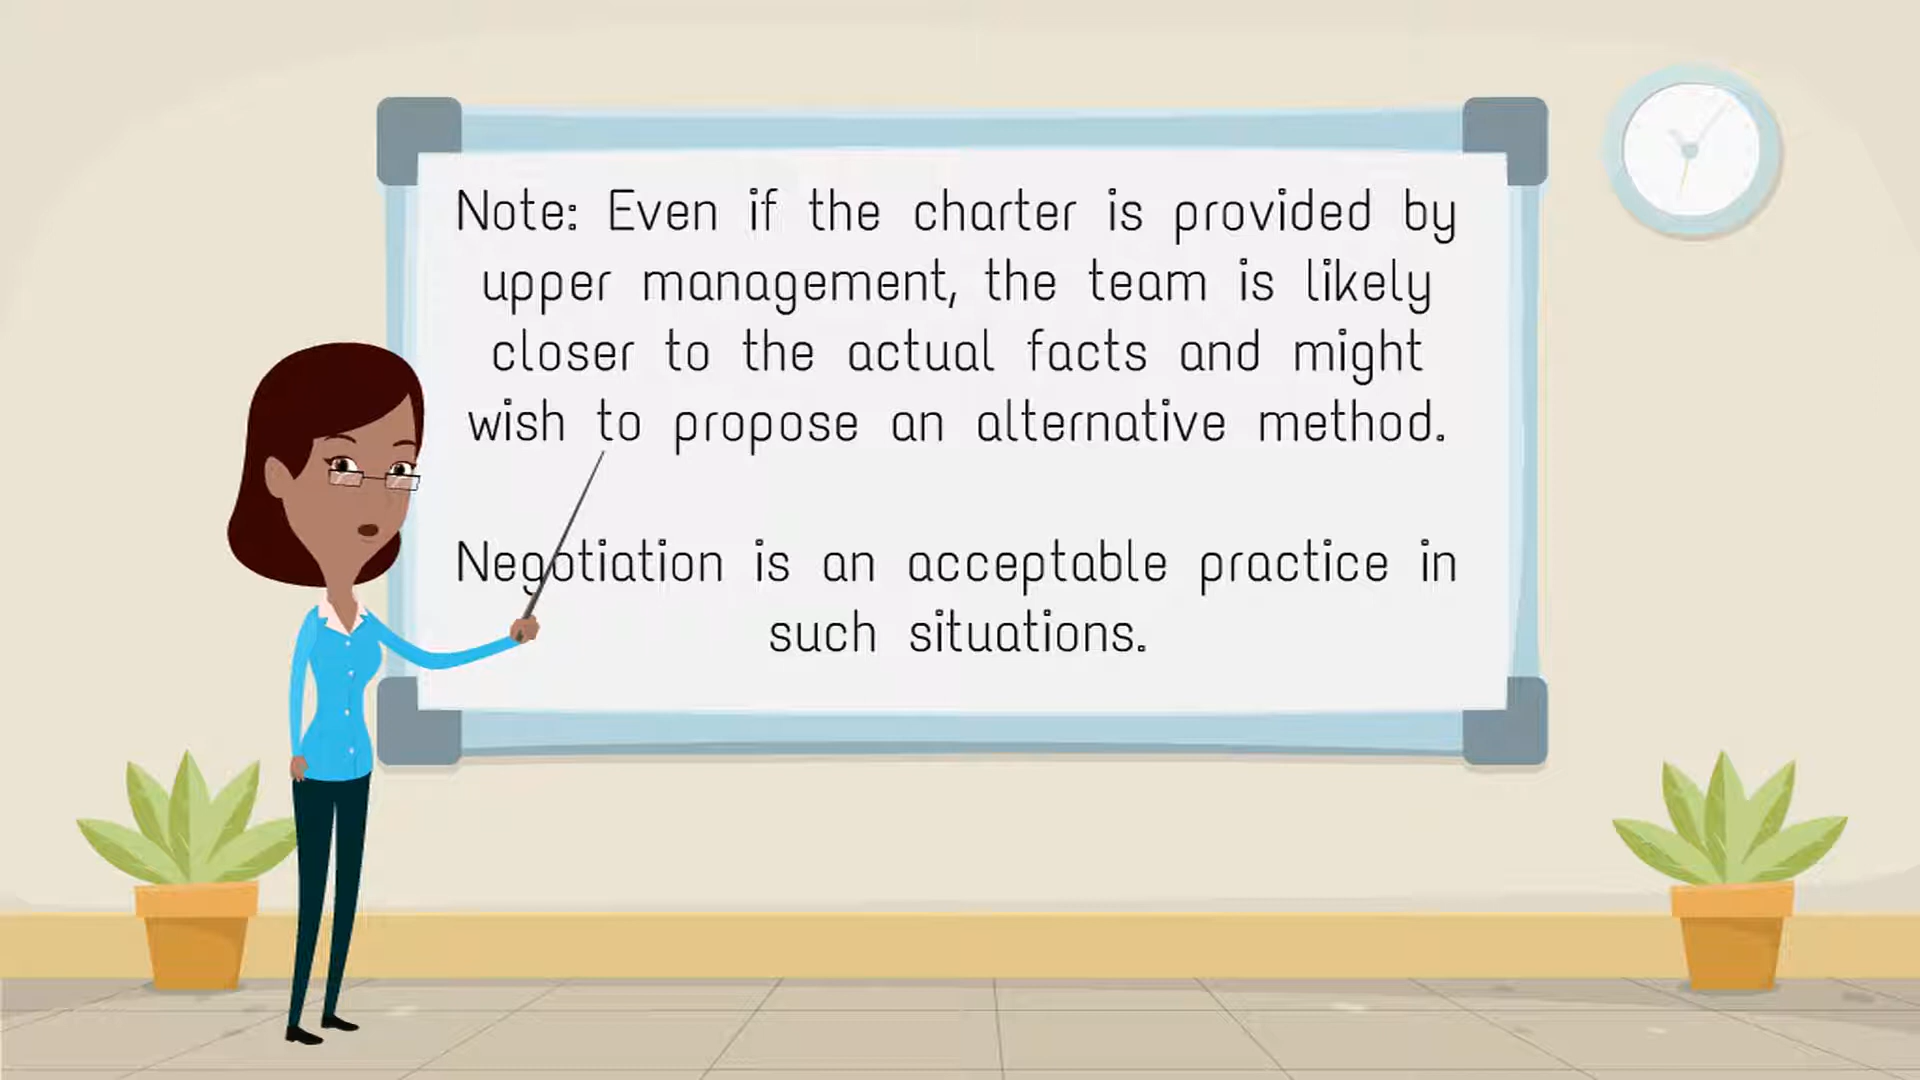 Note: Even if the charter is provided by
upper management, the team is likely
closer to the actual facts and might
wish to propose an alternative method.
Negotiation is an acceptable practice in
such situations.